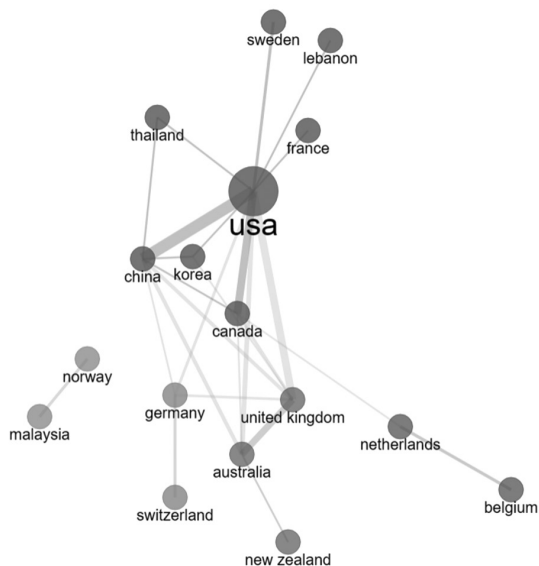 sweden
lebanon
thailand
france
usa
china
korea
canada
norway
germany
united kingdom
malaysia
netherlands
australia
belgium
switzerland
new zealand